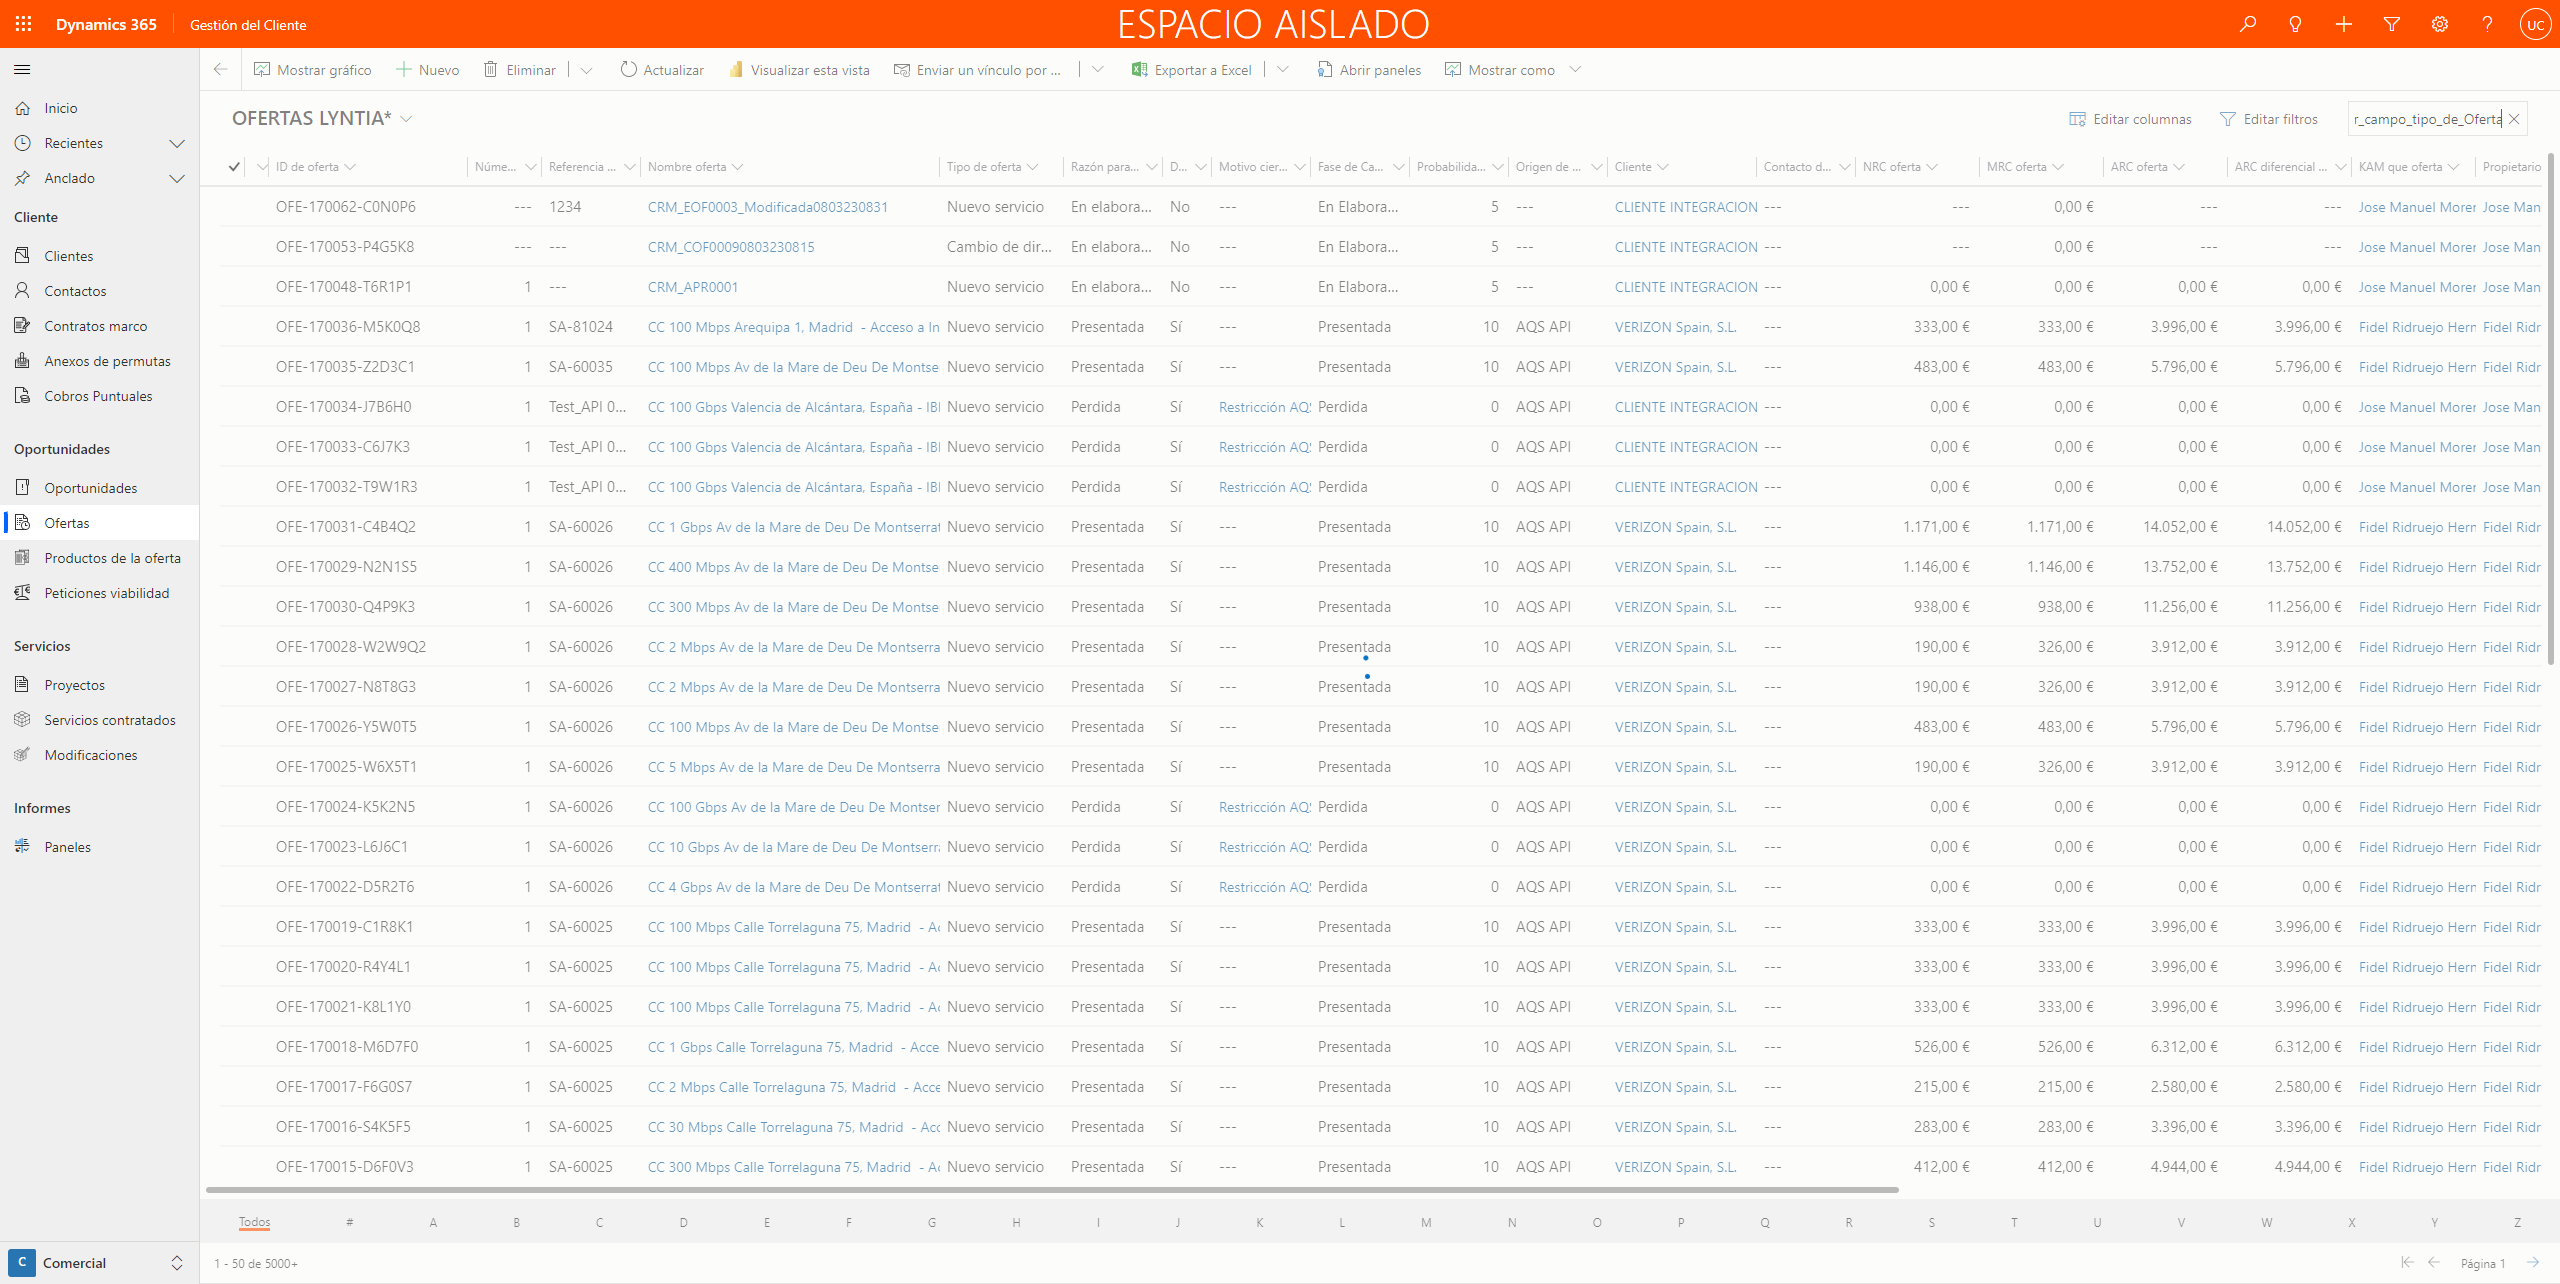 Dynamics 365 Gestión del Cliente ESPACIO AISLADO UC
Mostrar gráfico Nuevo Eliminar Actualizar Visualizar esta vista Enviar un vínculo por ... Exportar a Excel Abrir paneles Mostrar como
Inicio
Recientes
Anclado
Cliente
Clientes
Contactos
Contratos marco
Anexos de permutas
Cobros Puntuales
Oportunidades
Oportunidades
Ofertas
Productos de la oferta
Peticiones viabilidad
Servicios
Proyectos
Servicios contratados
Modificaciones
Informes
Paneles
C Comercial
OFERTAS LYNTIA* Editar columnas Editar filtros r_campo_tipo_de_Oferta
ID de oferta Núme... Referencia ... Nombre oferta Tipo de oferta Razón para... D... Motivo cier... Fase de Ca... Probabilida... Origen de ... Cliente Contacto d... NRC oferta MRC oferta ARC oferta ARC diferencial ... KAM que oferta Propietario
OFE-170062-C0N0P6 --- 1234 CRM_EOF0003_Modificada0803230831 Nuevo servicio En elabora... No --- En Elabora... 5 --- CLIENTE INTEGRACION --- --- 0,00 € --- --- Jose Manuel Morer Jose Man
OFE-170053-P4G5K8 --- --- CRM_COF00090803230815 Cambio de dir... En elabora... No --- En Elabora... 5 --- CLIENTE INTEGRACION --- --- 0,00 € --- --- Jose Manuel Morer Jose Man
OFE-170048-T6R1P1 1 --- CRM_APR0001 Nuevo servicio En elabora... No --- En Elabora... 5 --- CLIENTE INTEGRACION --- 0,00 € 0,00 € 0,00 € 0,00 € Jose Manuel Morer Jose Man
OFE-170036-M5K0Q8 1 SA-81024 CC 100 Mbps Arequipa 1, Madrid - Acceso a In Nuevo servicio Presentada Sí --- Presentada 10 AQS API VERIZON Spain, S.L. --- 333,00 € 333,00 € 3.996,00 € 3.996,00 € Fidel Ridruejo Hern Fidel Ridr
OFE-170035-Z2D3C1 1 SA-60035 CC 100 Mbps Av de la Mare de Deu De Montse Nuevo servicio Presentada Sí --- Presentada 10 AQS API VERIZON Spain, S.L. --- 483,00 € 483,00 € 5.796,00 € 5.796,00 € Fidel Ridruejo Hern Fidel Ridr
OFE-170034-J7B6H0 1 Test_API 0... CC 100 Gbps Valencia de Alcántara, España - IBI Nuevo servicio Perdida Sí Restricción AQS Perdida 0 AQS API CLIENTE INTEGRACION --- 0,00 € 0,00 € 0,00 € 0,00 € Jose Manuel Morer Jose Man
OFE-170033-C6J7K3 1 Test_API 0... CC 100 Gbps Valencia de Alcántara, España - IBI Nuevo servicio Perdida Sí Restricción AQS Perdida 0 AQS API CLIENTE INTEGRACION --- 0,00 € 0,00 € 0,00 € 0,00 € Jose Manuel Morer Jose Man
OFE-170032-T9W1R3 1 Test_API 0... CC 100 Gbps Valencia de Alcántara, España - IBI Nuevo servicio Perdida Sí Restricción AQS Perdida 0 AQS API CLIENTE INTEGRACION --- 0,00 € 0,00 € 0,00 € 0,00 € Jose Manuel Morer Jose Man
OFE-170031-C4B4Q2 1 SA-60026 CC 1 Gbps Av de la Mare de Deu De Montserrat Nuevo servicio Presentada Sí --- Presentada 10 AQS API VERIZON Spain, S.L. --- 1.171,00 € 1.171,00 € 14.052,00 € 14.052,00 € Fidel Ridruejo Hern Fidel Ridr
OFE-170029-N2N1S5 1 SA-60026 CC 400 Mbps Av de la Mare de Deu De Montse Nuevo servicio Presentada Sí --- Presentada 10 AQS API VERIZON Spain, S.L. --- 1.146,00 € 1.146,00 € 13.752,00 € 13.752,00 € Fidel Ridruejo Hern Fidel Ridr
OFE-170030-Q4P9K3 1 SA-60026 CC 300 Mbps Av de la Mare de Deu De Montse Nuevo servicio Presentada Sí --- Presentada 10 AQS API VERIZON Spain, S.L. --- 938,00 € 938,00 € 11.256,00 € 11.256,00 € Fidel Ridruejo Hern Fidel Ridr
OFE-170028-W2W9Q2 1 SA-60026 CC 2 Mbps Av de la Mare de Deu De Montserra Nuevo servicio Presentada Sí --- Presentada 10 AQS API VERIZON Spain, S.L. --- 190,00 € 326,00 € 3.912,00 € 3.912,00 € Fidel Ridruejo Hern Fidel Ridr
OFE-170027-N8T8G3 1 SA-60026 CC 2 Mbps Av de la Mare de Deu De Montserra Nuevo servicio Presentada Sí --- Presentada 10 AQS API VERIZON Spain, S.L. --- 190,00 € 326,00 € 3.912,00 € 3.912,00 € Fidel Ridruejo Hern Fidel Ridr
OFE-170026-Y5W0T5 1 SA-60026 CC 100 Mbps Av de la Mare de Deu De Montse Nuevo servicio Presentada Sí --- Presentada 10 AQS API VERIZON Spain, S.L. --- 483,00 € 483,00 € 5.796,00 € 5.796,00 € Fidel Ridruejo Hern Fidel Ridr
OFE-170025-W6X5T1 1 SA-60026 CC 5 Mbps Av de la Mare de Deu De Montserra Nuevo servicio Presentada Sí --- Presentada 10 AQS API VERIZON Spain, S.L. --- 190,00 € 326,00 € 3.912,00 € 3.912,00 € Fidel Ridruejo Hern Fidel Ridr
OFE-170024-K5K2N5 1 SA-60026 CC 100 Gbps Av de la Mare de Deu De Montser Nuevo servicio Perdida Sí Restricción AQS Perdida 0 AQS API VERIZON Spain, S.L. --- 0,00 € 0,00 € 0,00 € 0,00 € Fidel Ridruejo Hern Fidel Ridr
OFE-170023-L6J6C1 1 SA-60026 CC 10 Gbps Av de la Mare de Deu De Montserra Nuevo servicio Perdida Sí Restricción AQS Perdida 0 AQS API VERIZON Spain, S.L. --- 0,00 € 0,00 € 0,00 € 0,00 € Fidel Ridruejo Hern Fidel Ridr
OFE-170022-D5R2T6 1 SA-60026 CC 4 Gbps Av de la Mare de Deu De Montserrat Nuevo servicio Perdida Sí Restricción AQS Perdida 0 AQS API VERIZON Spain, S.L. --- 0,00 € 0,00 € 0,00 € 0,00 € Fidel Ridruejo Hern Fidel Ridr
OFE-170019-C1R8K1 1 SA-60025 CC 100 Mbps Calle Torrelaguna 75, Madrid - Ac Nuevo servicio Presentada Sí --- Presentada 10 AQS API VERIZON Spain, S.L. --- 333,00 € 333,00 € 3.996,00 € 3.996,00 € Fidel Ridruejo Hern Fidel Ridr
OFE-170020-R4Y4L1 1 SA-60025 CC 100 Mbps Calle Torrelaguna 75, Madrid - Ac Nuevo servicio Presentada Sí --- Presentada 10 AQS API VERIZON Spain, S.L. --- 333,00 € 333,00 € 3.996,00 € 3.996,00 € Fidel Ridruejo Hern Fidel Ridr
OFE-170021-K8L1Y0 1 SA-60025 CC 100 Mbps Calle Torrelaguna 75, Madrid - Ac Nuevo servicio Presentada Sí --- Presentada 10 AQS API VERIZON Spain, S.L. --- 333,00 € 333,00 € 3.996,00 € 3.996,00 € Fidel Ridruejo Hern Fidel Ridr
OFE-170018-M6D7F0 1 SA-60025 CC 1 Gbps Calle Torrelaguna 75, Madrid - Acce Nuevo servicio Presentada Sí --- Presentada 10 AQS API VERIZON Spain, S.L. --- 526,00 € 526,00 € 6.312,00 € 6.312,00 € Fidel Ridruejo Hern Fidel Ridr
OFE-170017-F6G0S7 1 SA-60025 CC 2 Mbps Calle Torrelaguna 75, Madrid - Acce Nuevo servicio Presentada Sí --- Presentada 10 AQS API VERIZON Spain, S.L. --- 215,00 € 215,00 € 2.580,00 € 2.580,00 € Fidel Ridruejo Hern Fidel Ridr
OFE-170016-S4K5F5 1 SA-60025 CC 30 Mbps Calle Torrelaguna 75, Madrid - Acc Nuevo servicio Presentada Sí --- Presentada 10 AQS API VERIZON Spain, S.L. --- 283,00 € 283,00 € 3.396,00 € 3.396,00 € Fidel Ridruejo Hern Fidel Ridr
OFE-170015-D6F0V3 1 SA-60025 CC 300 Mbps Calle Torrelaguna 75, Madrid - Ac Nuevo servicio Presentada Sí --- Presentada 10 AQS API VERIZON Spain, S.L. --- 412,00 € 412,00 € 4.944,00 € 4.944,00 € Fidel Ridruejo Hern Fidel Ridr
Todos # A B C D E F G H I J K L M N O P Q R S T U V W X Y Z
1 - 50 de 5000+ Página 1